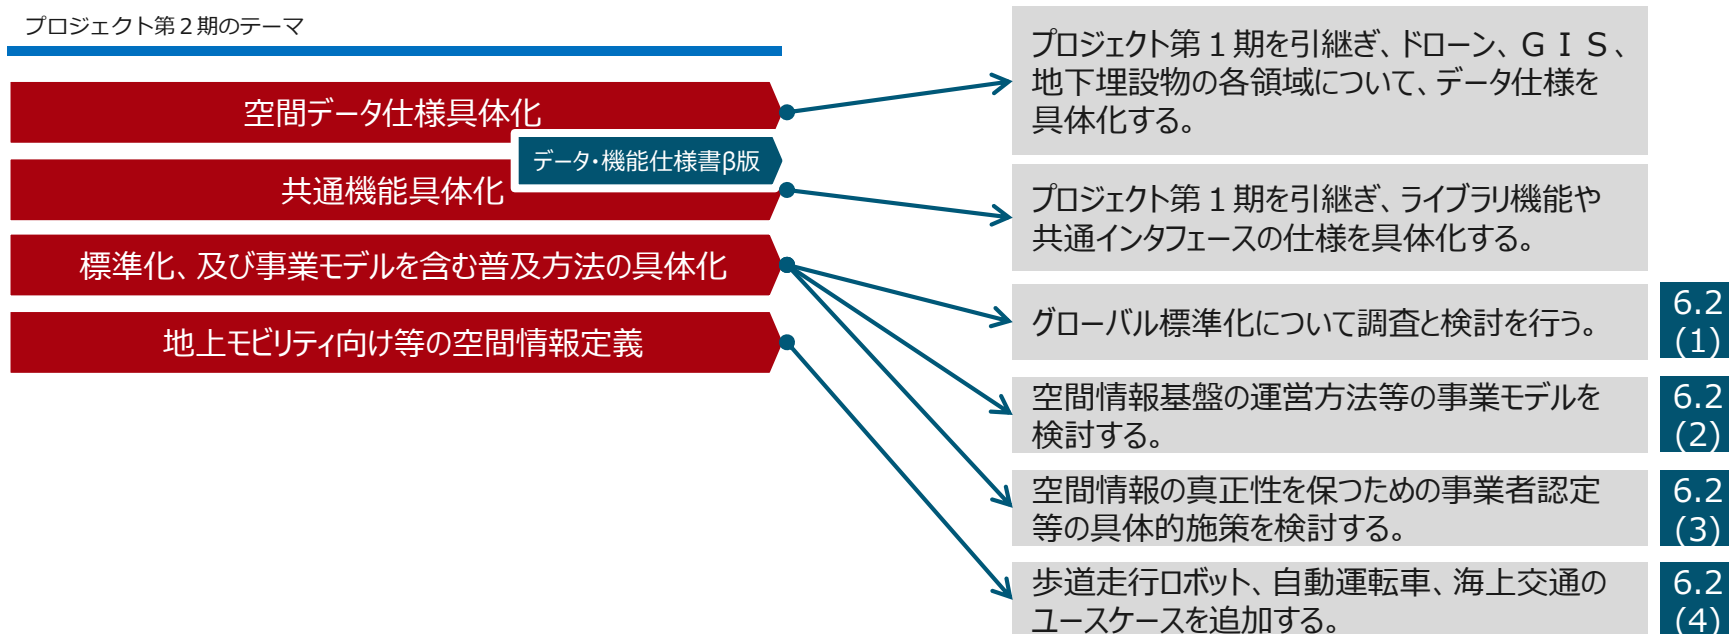 プロジェクト第２期のテーマ
空間データ仕様具体化
データ・機能仕様書β版
共通機能具体化
標準化、及び事業モデルを含む普及方法の具体化
地上モビリティ向け等の空間情報定義
プロジェクト第１期を引継ぎ、ドローン、ＧＩＳ、
地下埋設物の各領域について、データ仕様を
具体化する。
プロジェクト第１期を引継ぎ、ライブラリ機能や
共通インタフェースの仕様を具体化する。
グローバル標準化について調査と検討を行う。
6.2
(1)
空間情報基盤の運営方法等の事業モデルを
検討する。
6.2
(2)
空間情報の真正性を保つための事業者認定
等の具体的施策を検討する。
6.2
(3)
歩道走行ロボット、自動運転車、海上交通の
ユースケースを追加する。
6.2
(4)